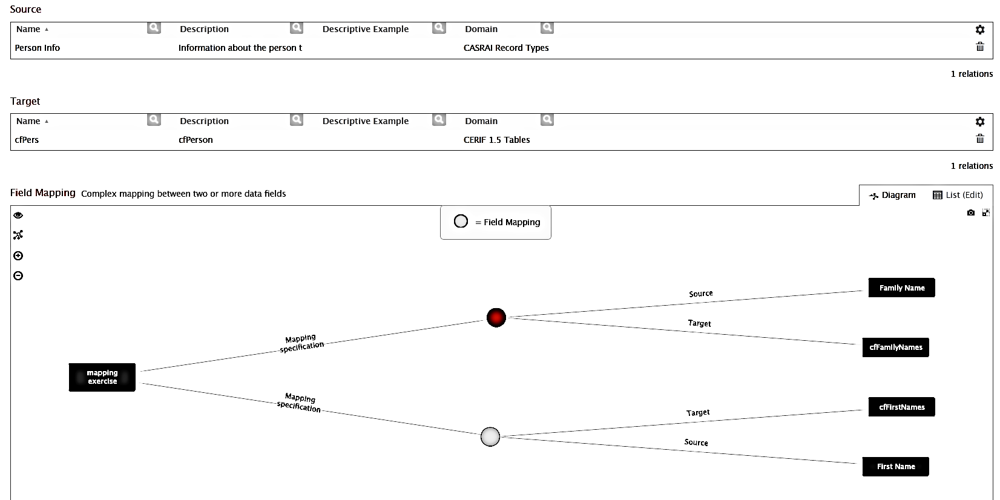 Source
Name Description Descriptive Example Domain
Person Info Information about the person t CASRAI Record Types
1 relations
Target
Name Description Descriptive Example Domain
cfPers cfPerson CERIF 1.5 Tables
1 relations
Field Mapping Complex mapping between two or more data fields
Diagram List (Edit)
= Field Mapping
Family Name
Source
Target
Mapping
specification
cfFamilyNames
mapping
exercise
Mapping
specification
cfFirstNames
Target
Source
First Name